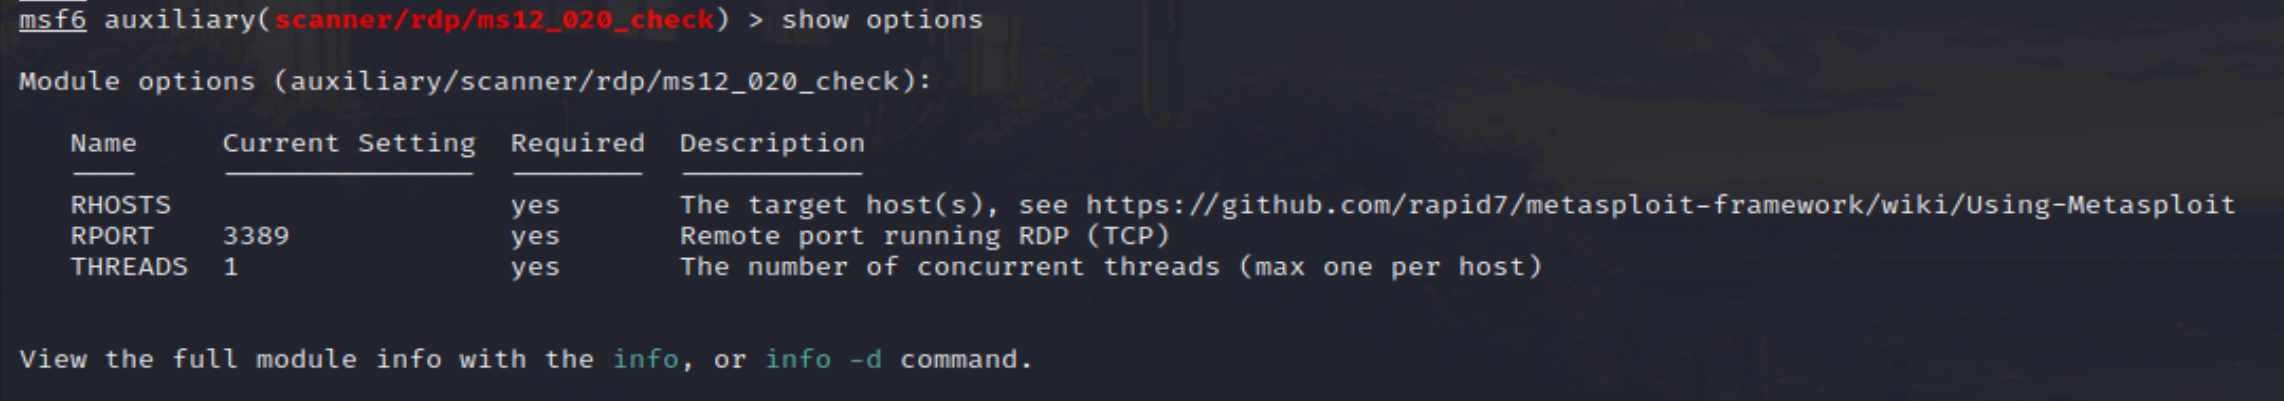 msf6 auxiliary(scanner/rdp/ms12_020_check) > show options
Module options (auxiliary/scanner/rdp/ms12_020_check):
Name Current Setting Required Description
RHOSTS yes The target host(s), see https://github.com/rapid7/metasploit-framework/wiki/Using-Metasploit
RPORT 3389 yes Remote port running RDP (TCP)
THREADS 1 yes The number of concurrent threads (max one per host)
View the full module info with the info, or info -d command.